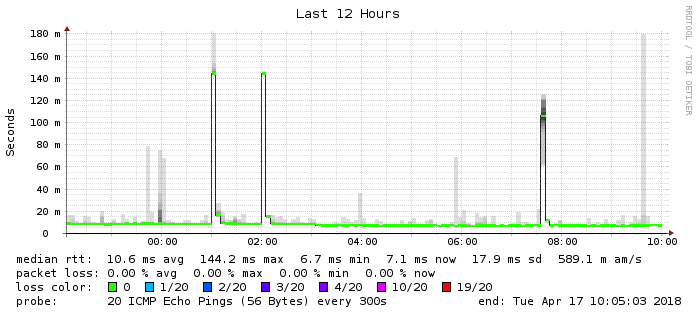 Last 12 Hours
RRDTOOL / TOBI OETIKER
Seconds
180 m
160 m
140 m
120 m
100 m
80 m
60 m
40 m
20 m
0
00:00 02:00 04:00 06:00 08:00 10:00
median rtt: 10.6 ms avg 144.2 ms max 6.7 ms min 7.1 ms now 17.9 ms sd 589.1 m am/s
packet loss: 0.00 % avg 0.00 % max 0.00 % min 0.00 % now
loss color: 0 1/20 2/20 3/20 4/20 10/20 19/20
probe: 20 ICMP Echo Pings (56 Bytes) every 300s end: Tue Apr 17 10:05:03 2018